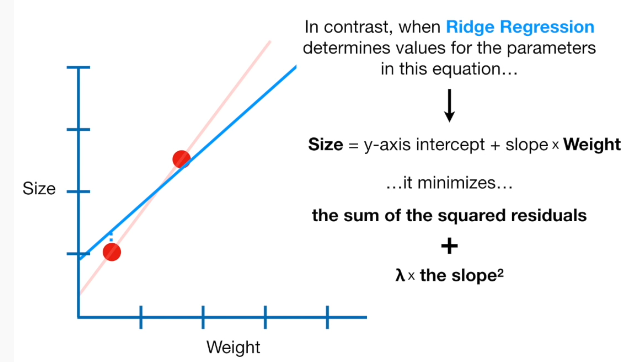 In contrast, when Ridge Regression
determines values for the parameters
in this equation…
Size = y-axis intercept + slope x Weight
…it minimizes…
the sum of the squared residuals
+
λ x the slope²
Size
Weight